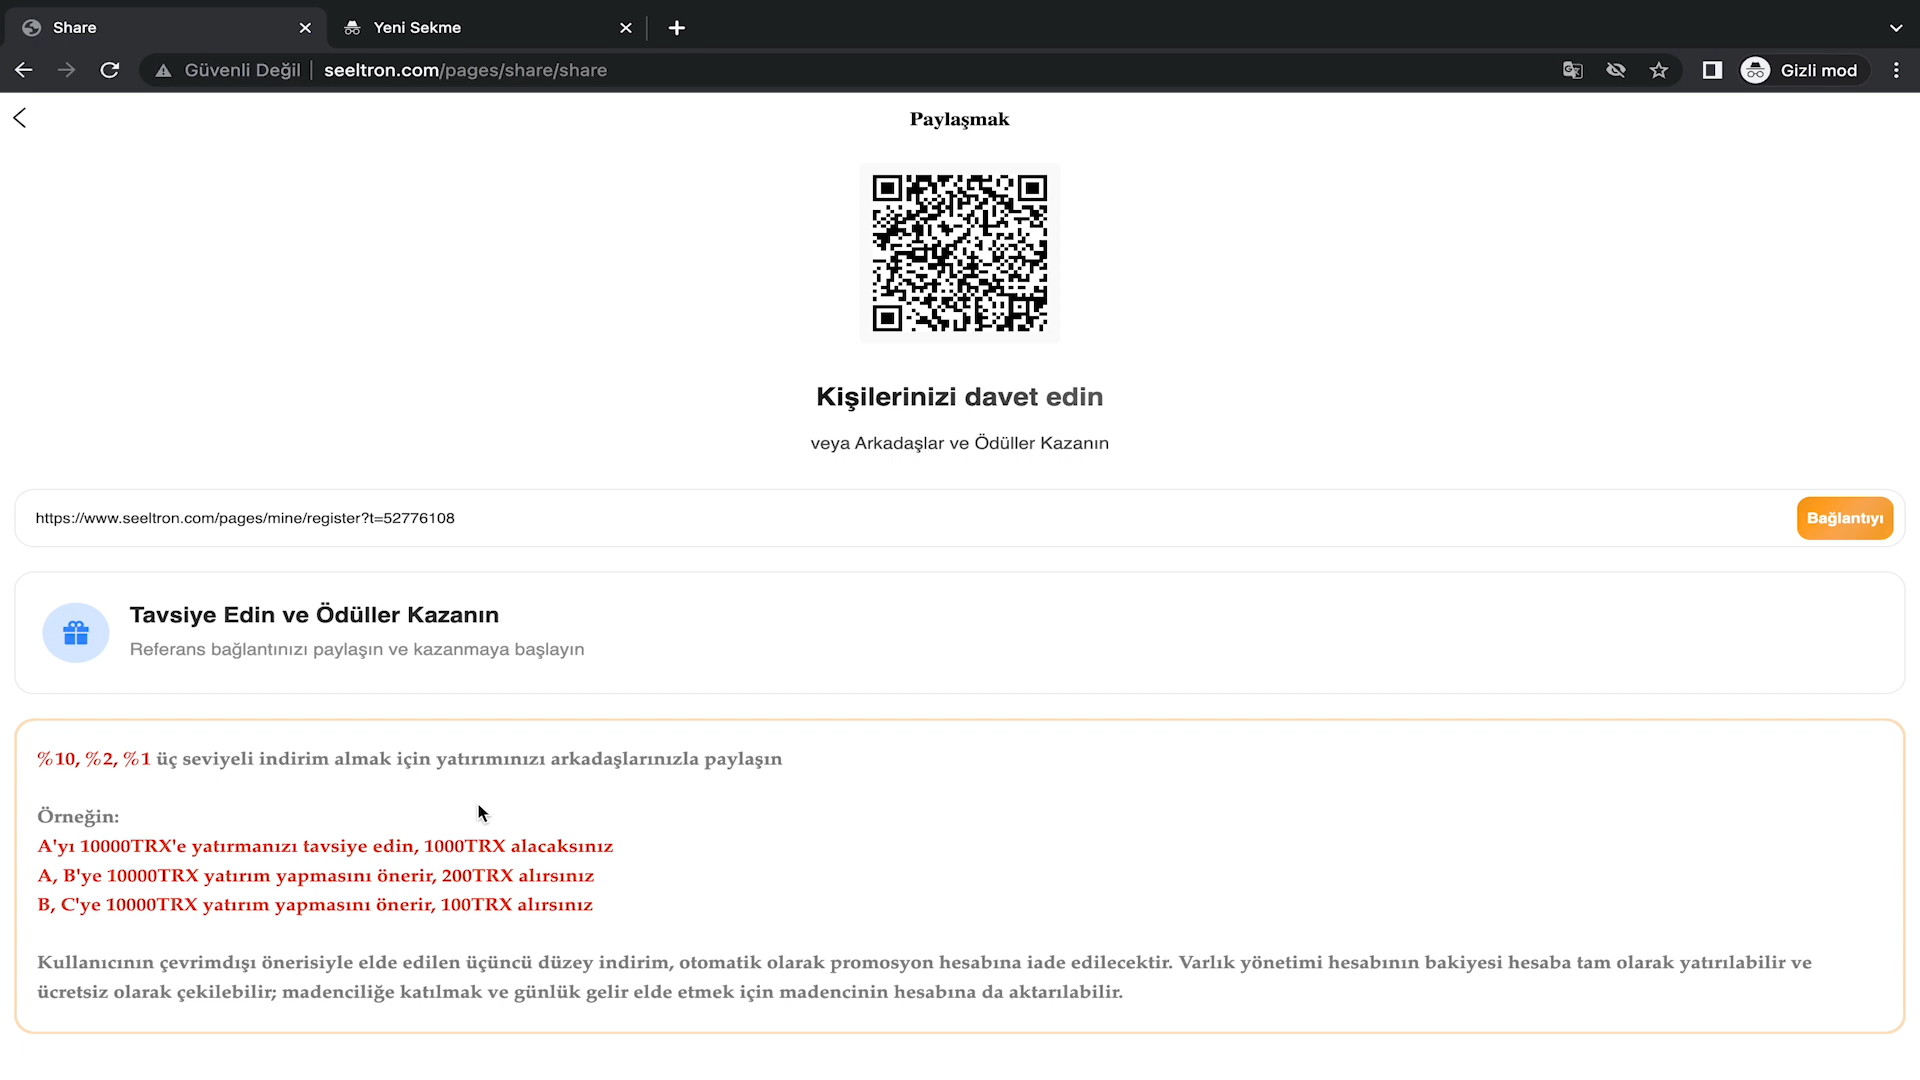 Share
Yeni Sekme
Güvenli Değil
seeltron.com/pages/share/share
Gizli mod
Paylaşmak
Kişilerinizi davet edin
veya Arkadaşlar ve Ödüller Kazanın
https://www.seeltron.com/pages/mine/register?t=52776108
Bağlantıyı
Tavsiye Edin ve Ödüller Kazanın
Referans bağlantınızı paylaşın ve kazanmaya başlayın
%10, %2, %1 üç seviyeli indirim almak için yatırımınızı arkadaşlarınızla paylaşın
Örneğin:
A'yı 10000TRX'e yatırmanızı tavsiye edin, 1000TRX alacaksınız
A, B'ye 10000TRX yatırım yapmasını önerir, 200TRX alırsınız
B, C'ye 10000TRX yatırım yapmasını önerir, 100TRX alırsınız
Kullanıcının çevrimdışı önerisiyle elde edilen üçüncü düzey indirim, otomatik olarak promosyon hesabına iade edilecektir. Varlık yönetimi hesabının bakiyesi hesaba tam olarak yatırılabilir ve
ücretsiz olarak çekilebilir; madenciliğe katılmak ve günlük gelir elde etmek için madencinin hesabına da aktarılabilir.